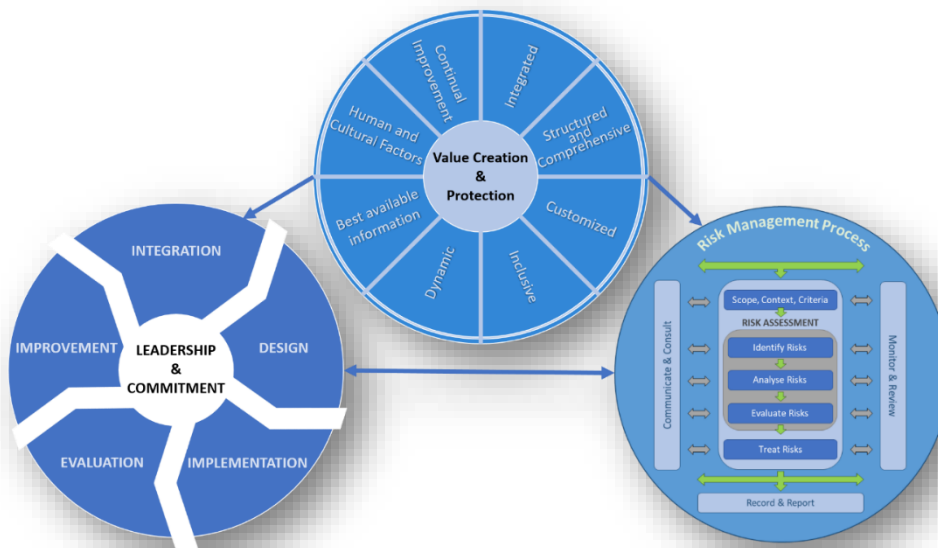 Continual
Improvement
Integrated
Human and
Cultural Factors
Structured
and
Comprehensive
Value Creation
&
Protection
Best available
information
Customized
Dynamic
Inclusive
INTEGRATION
IMPROVEMENT
DESIGN
LEADERSHIP
&
COMMITMENT
EVALUATION
IMPLEMENTATION
Risk Management Process
Communicate & Consult
Scope, Context, Criteria
RISK ASSESSMENT
Identify Risks
Analyse Risks
Evaluate Risks
Treat Risks
Monitor & Review
Record & Report